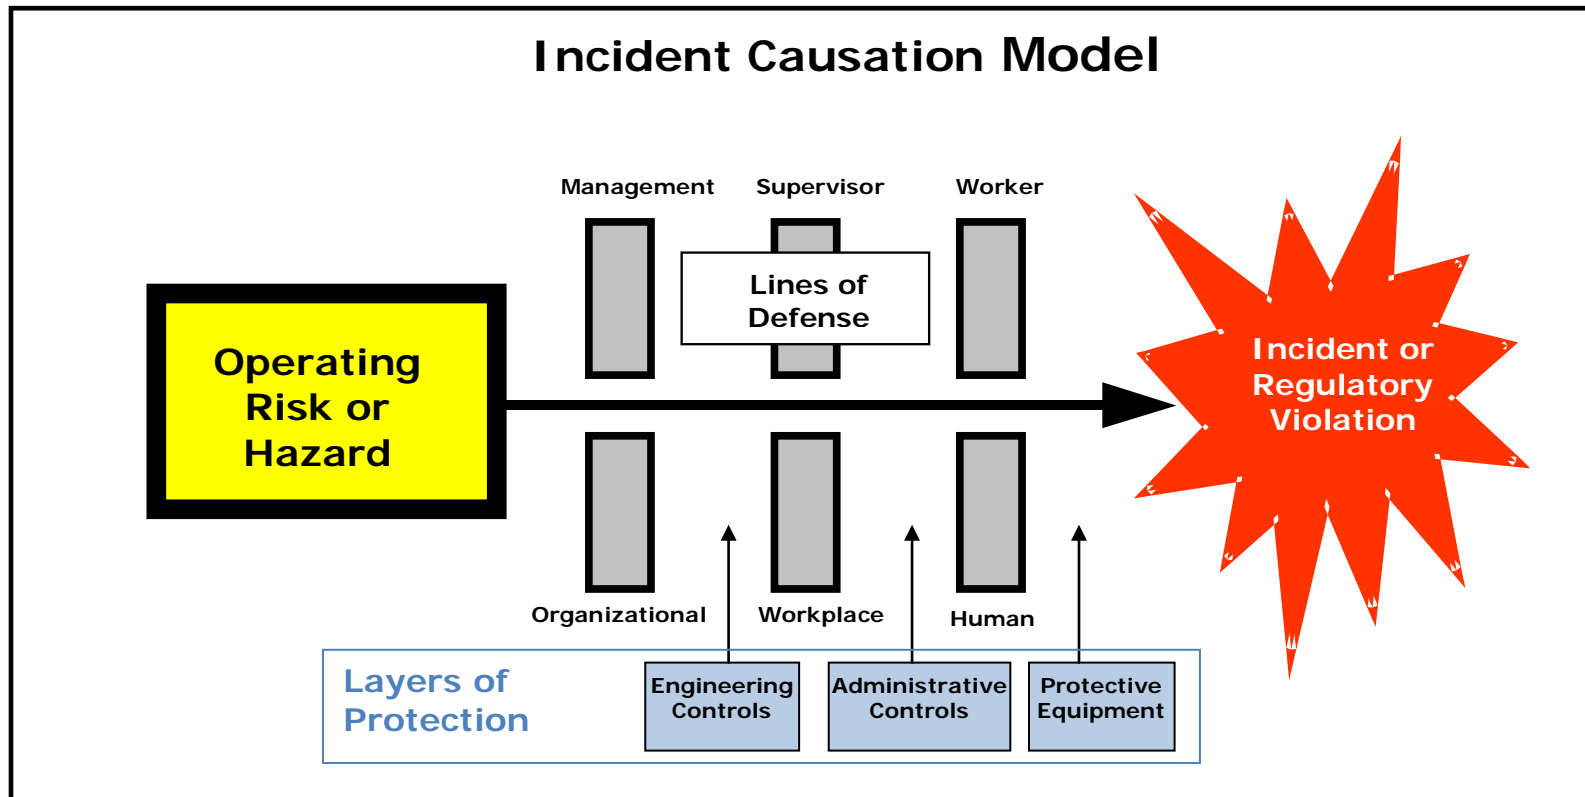 Incident Causation Model
Management
Supervisor
Worker
Lines of
Defense
Operating
Risk or
Hazard
Incident or
Regulatory
Violation
Organizational
Workplace
Human
Layers of
Protection
Engineering
Controls
Administrative
Controls
Protective
Equipment